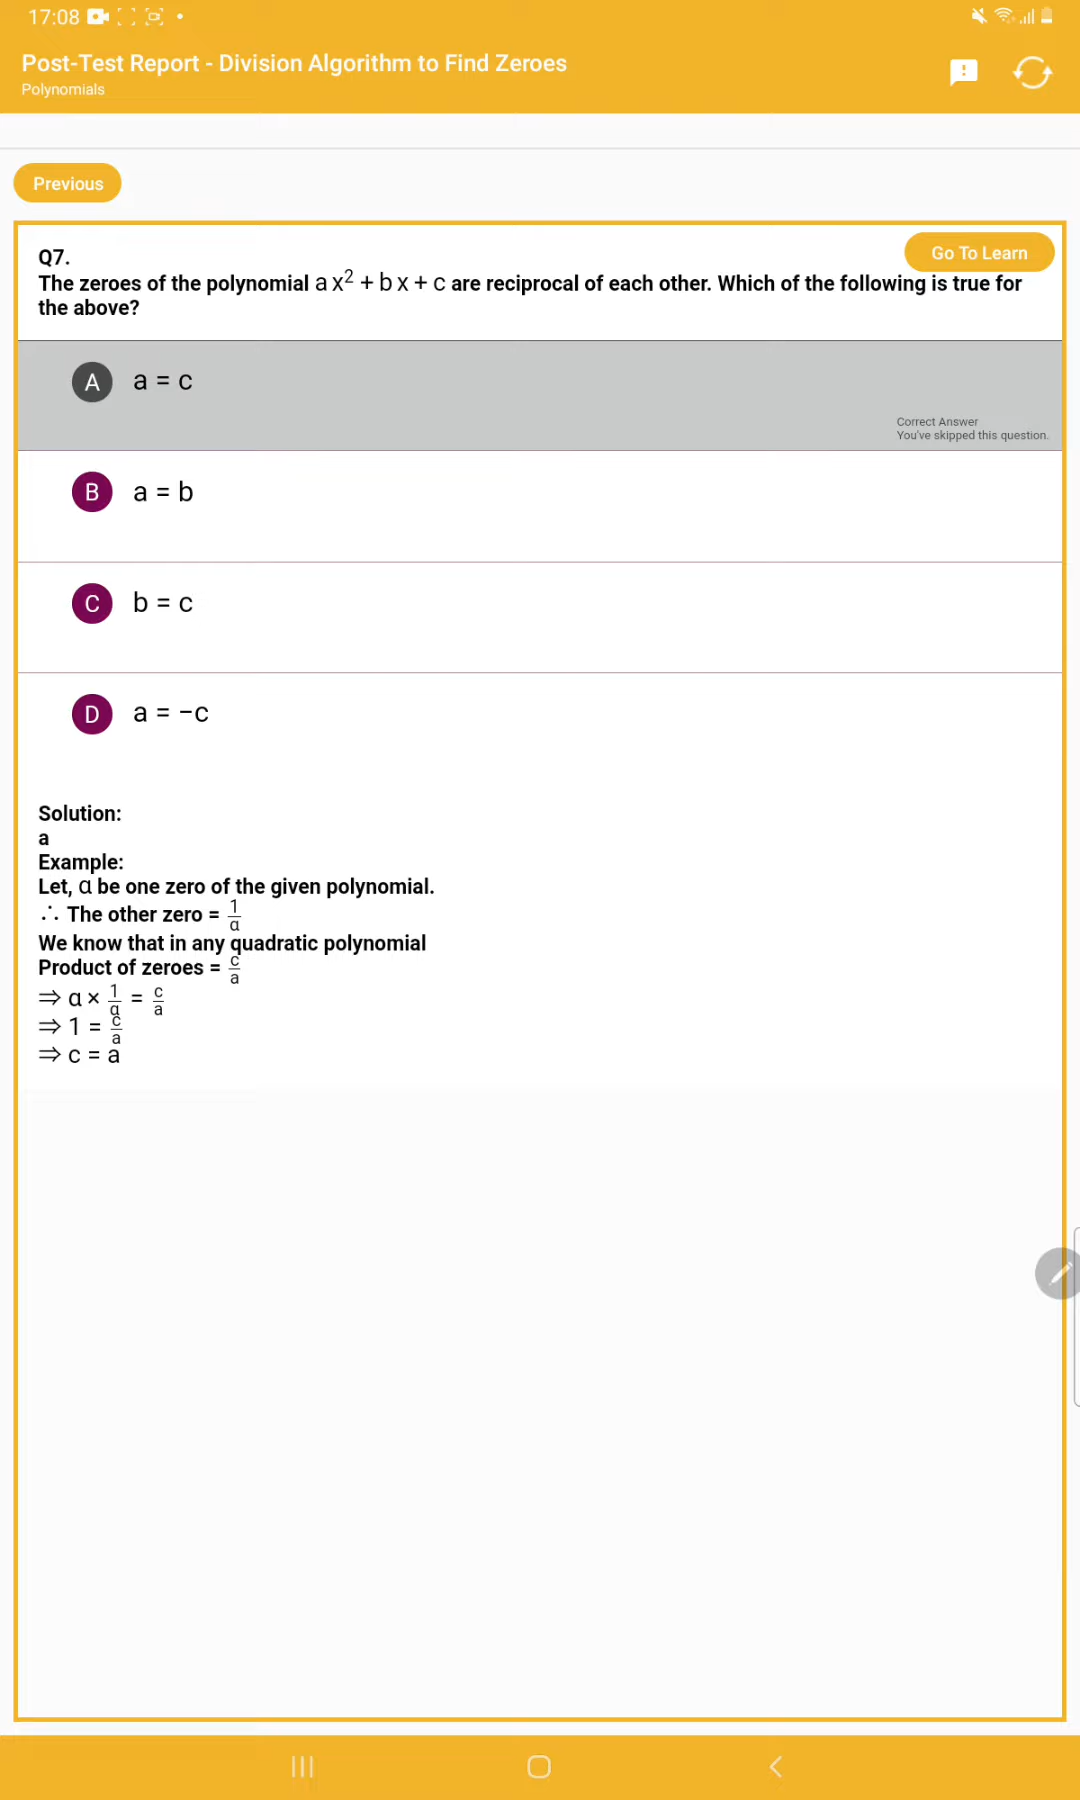 17:08
Post-Test Report - Division Algorithm to Find Zeroes
Polynomials
Previous
Go To Learn
Q7.
The zeroes of the polynomial a x² + b x + c are reciprocal of each other. Which of the following is true for
the above?
A a = c
Correct Answer
You've skipped this question.
B a = b
C b = c
D a = −c
Solution:
a
Example:
Let, α be one zero of the given polynomial.
∴ The other zero = 1/α
We know that in any quadratic polynomial
Product of zeroes = c/a
⇒ α × 1/α = c/a
⇒ 1 = c/a
⇒ c = a